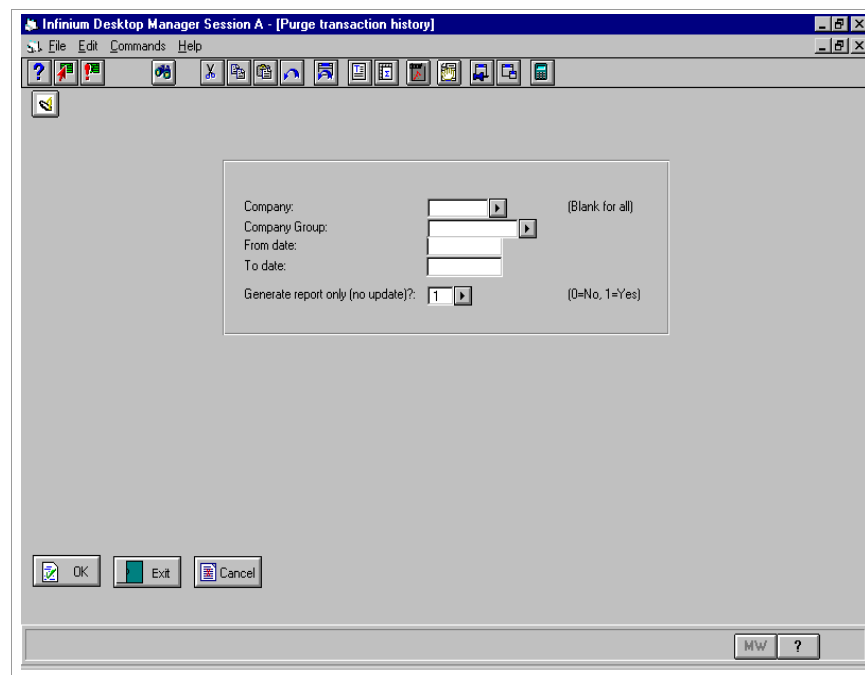 Infinium Desktop Manager Session A - [Purge transaction history]
File Edit Commands Help
Company: (Blank for all)
Company Group:
From date:
To date:
Generate report only (no update)?: 1 (0=No, 1=Yes)
OK Exit Cancel
MW ?